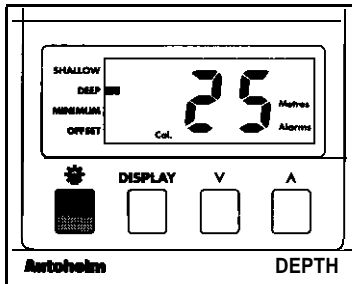 SHALLOW
DEEP
MINIMUM
OFFSET
25
Metres
Cal.
Alarms
DISPLAY V Λ
Autohelm DEPTH